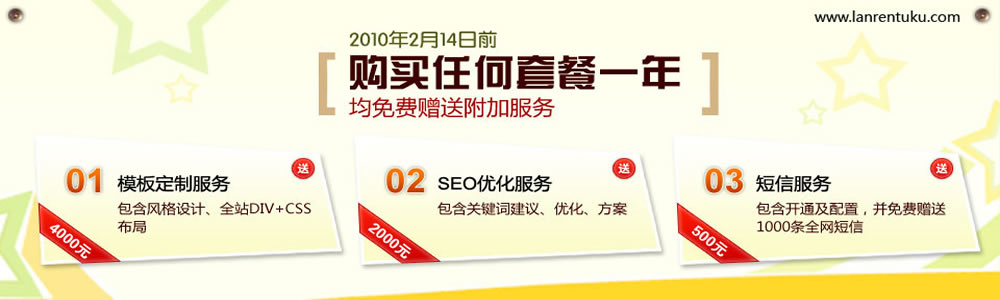 www.lanrentuku.com
2010年2月14日前
购买任何套餐一年
均免费赠送附加服务
01 模板定制服务
送
包含风格设计、全站DIV+CSS
布局
4000元
02 SEO优化服务
送
包含关键词建议、优化、方案
2000元
03 短信服务
送
包含开通及配置，并免费赠送
1000条全网短信
500元